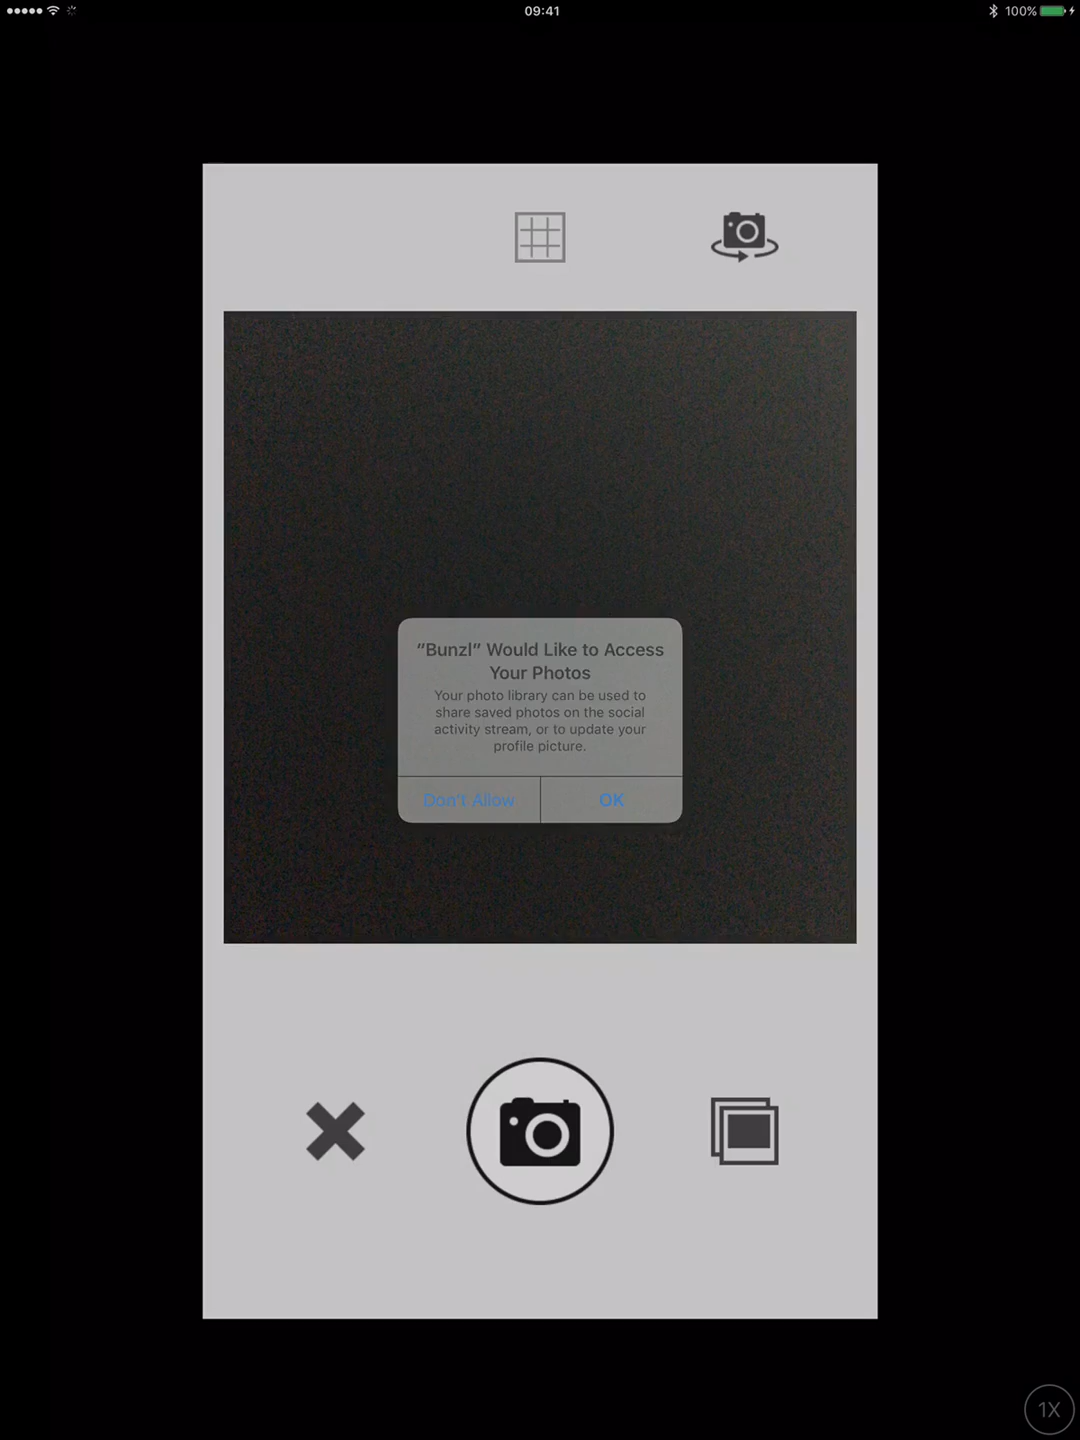 09:41
100%
“Bunzl” Would Like to Access
Your Photos
Your photo library can be used to
share saved photos on the social
activity stream, or to update your
profile picture.
Don't Allow
OK
1X